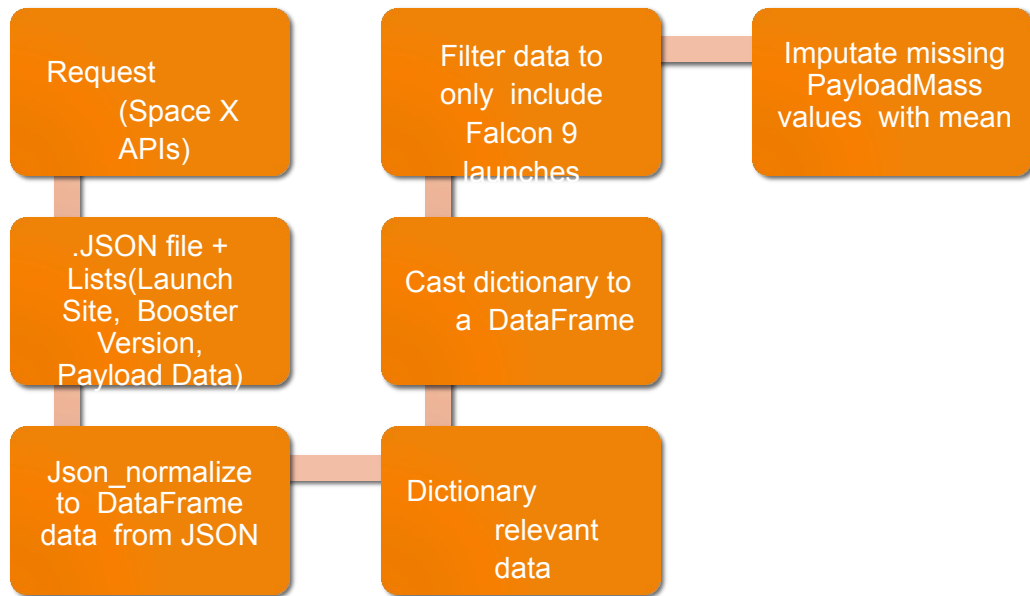 Request
(Space X
APIs)
.JSON file +
Lists(Launch
Site, Booster
Version,
Payload Data)
Json_normalize
to DataFrame
data from JSON
Dictionary
relevant
data
Cast dictionary to
a DataFrame
Filter data to
only include
Falcon 9
launches
Imputate missing
PayloadMass
values with mean